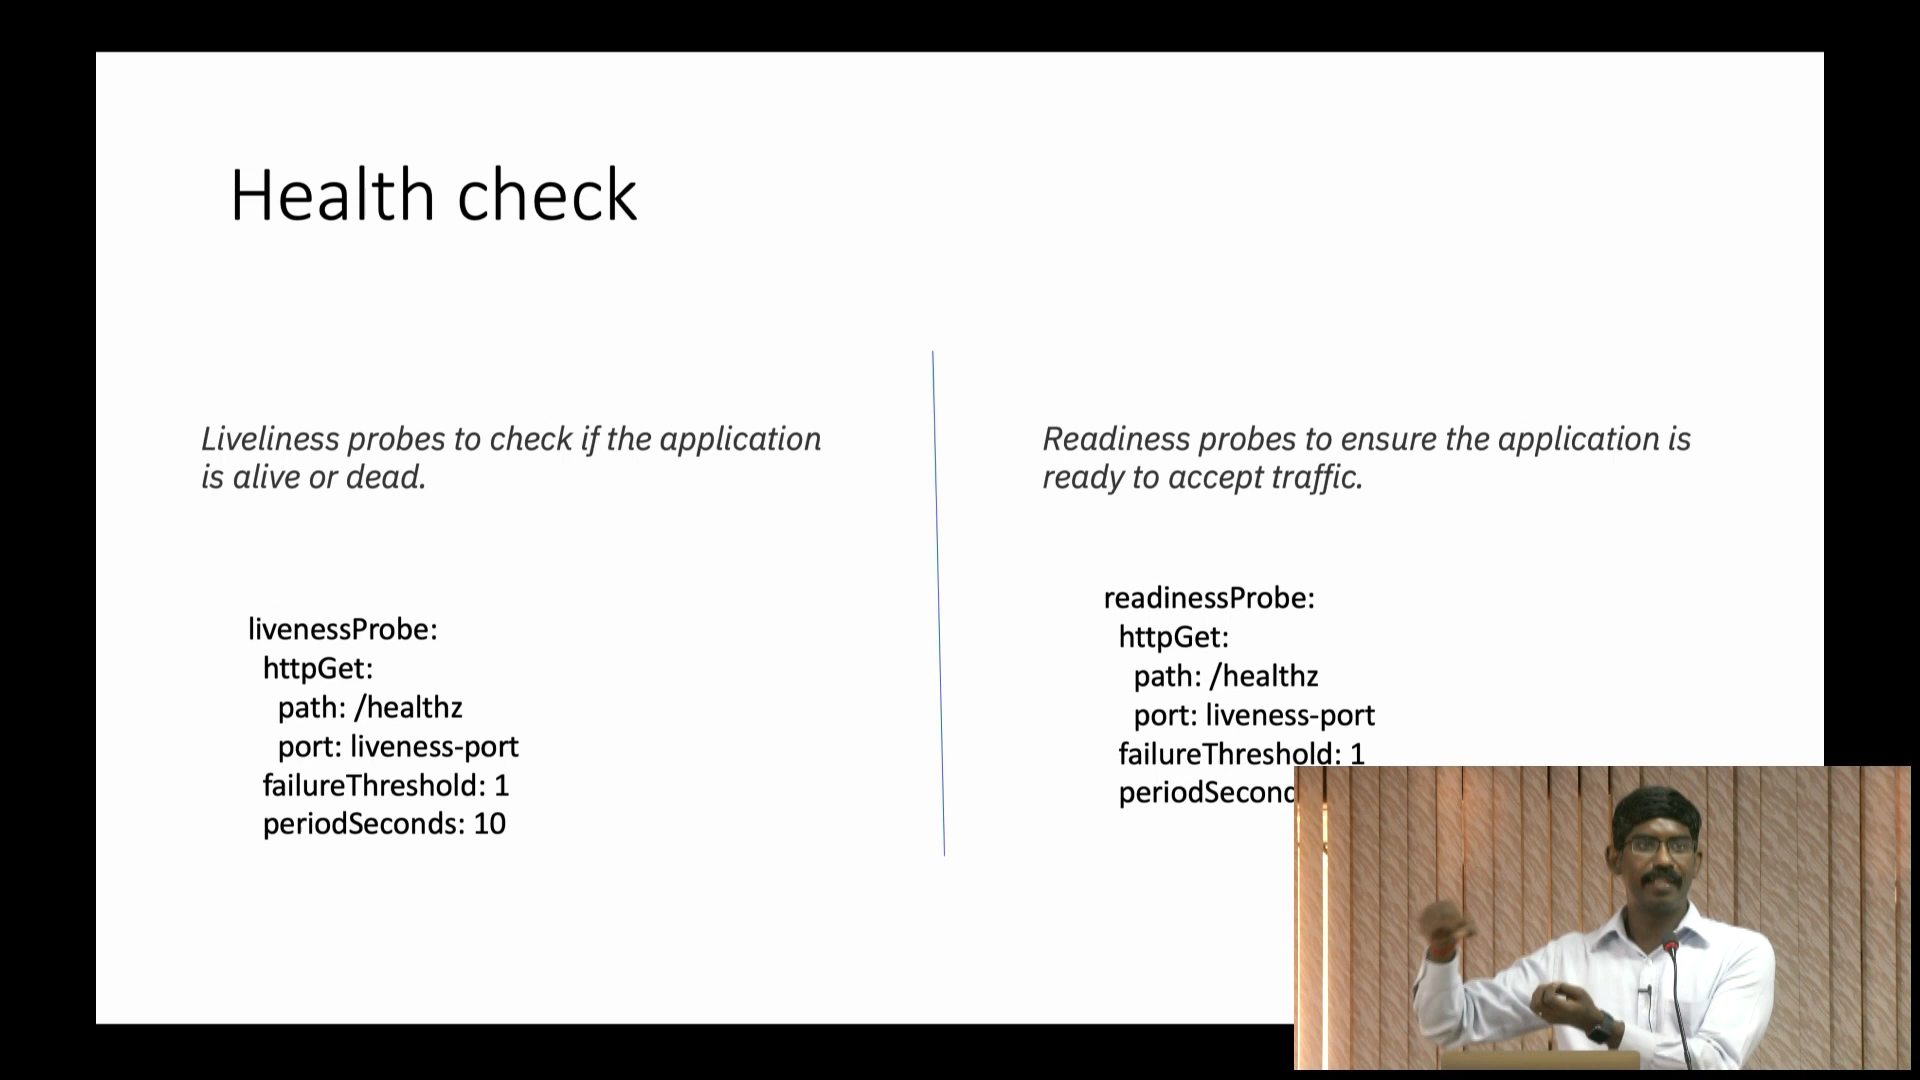 Health check
Liveliness probes to check if the application
is alive or dead.
livenessProbe:
httpGet:
path: /healthz
port: liveness-port
failureThreshold: 1
periodSeconds: 10
Readiness probes to ensure the application is
ready to accept traffic.
readinessProbe:
httpGet:
path: /healthz
port: liveness-port
failureThreshold: 1